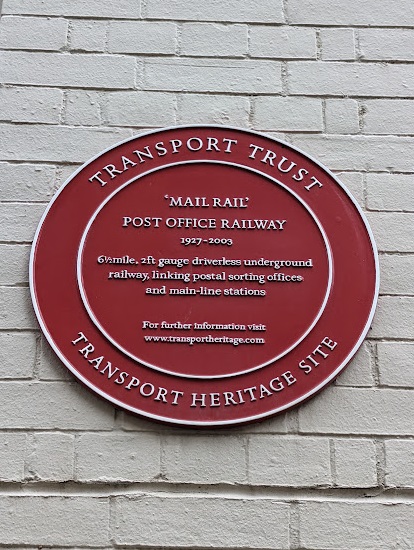 TRANSPORT TRUST
'MAIL RAIL'
POST OFFICE RAILWAY
1927-2003
6½mile, 2ft gauge driverless underground
railway, linking postal sorting offices
and main-line stations
For further information visit
www.transportheritage.com
TRANSPORT HERITAGE SITE